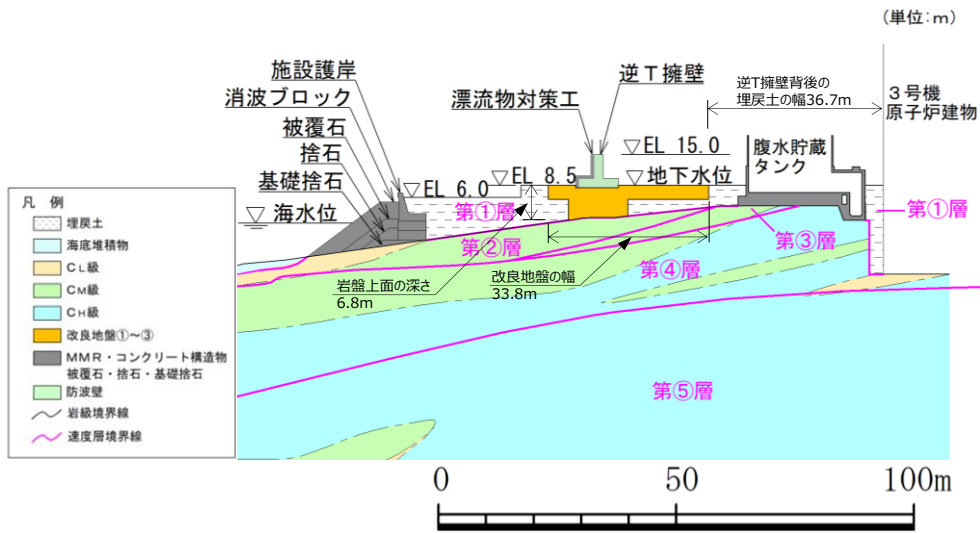 (単位：m)
施設護岸
消波ブロック
被覆石
捨石
基礎捨石
漂流物対策工
逆T擁壁
逆T擁壁背後の
埋戻土の幅36.7m
3号機
原子炉建物
▽EL 15.0
腹水貯蔵
タンク
▽EL 8.5
▽地下水位
▽EL 6.0
▽海水位
第①層
第①層
第②層
第③層
第④層
岩盤上面の深さ
6.8m
改良地盤の幅
33.8m
第⑤層
凡 例
埋戻土
海底堆積物
CL級
CM級
CH級
改良地盤①～③
MMR・コンクリート構造物
被覆石・捨石・基礎捨石
防波壁
岩級境界線
速度層境界線
0 50 100m